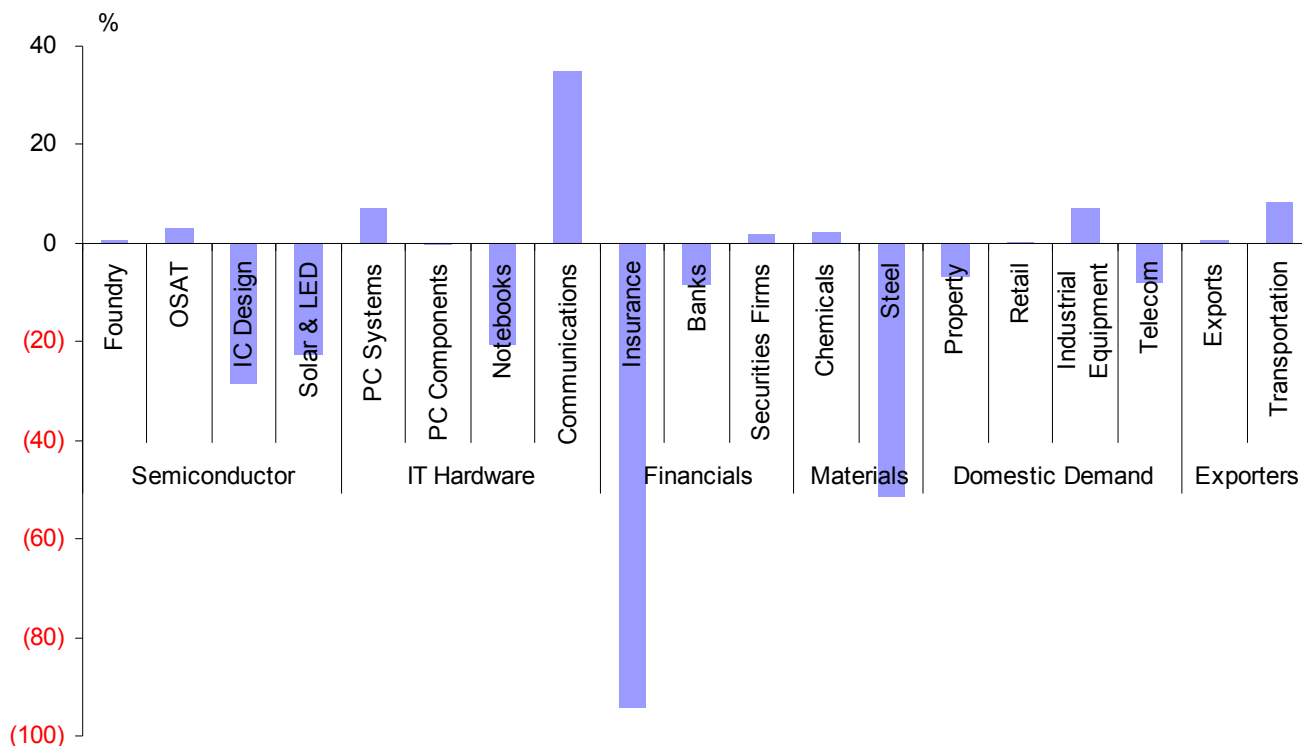 %
40
20
0
(20)
(40)
(60)
(80)
(100)
Foundry
OSAT
IC Design
Solar & LED
PC Systems
PC Components
Notebooks
Communications
Insurance
Banks
Securities Firms
Chemicals
Steel
Property
Retail
Industrial
Equipment
Telecom
Exports
Transportation
Semiconductor
IT Hardware
Financials
Materials
Domestic Demand
Exporters